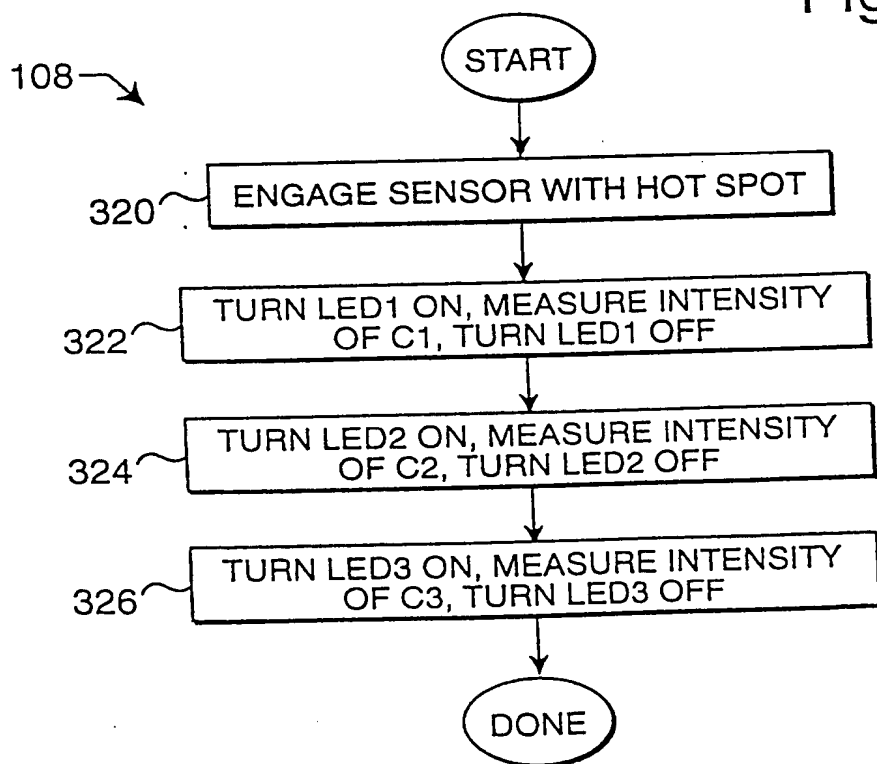 Fig
START
108
320
ENGAGE SENSOR WITH HOT SPOT
322
TURN LED1 ON, MEASURE INTENSITY
OF C1, TURN LED1 OFF
324
TURN LED2 ON, MEASURE INTENSITY
OF C2, TURN LED2 OFF
326
TURN LED3 ON, MEASURE INTENSITY
OF C3, TURN LED3 OFF
DONE